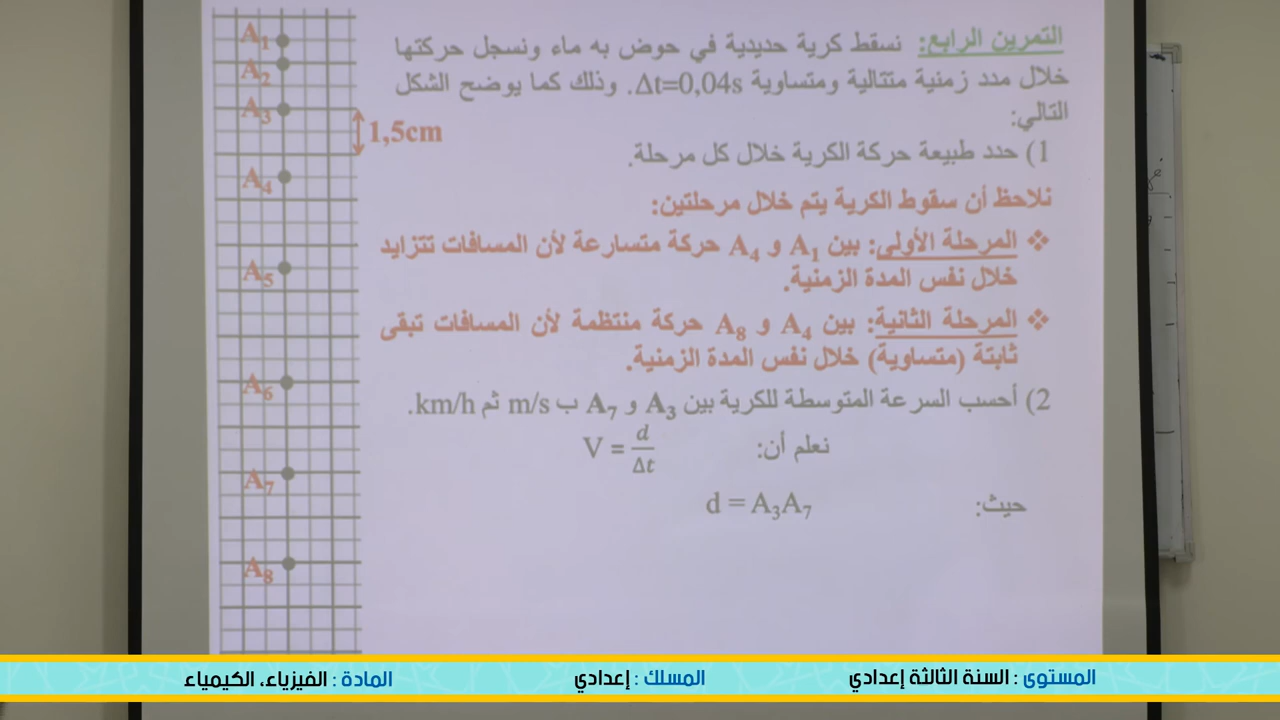 التمرين الرابع: نسقط كرية حديدية في حوض به ماء ونسجل حركتها
خلال مدد زمنية متتالية ومتساوية Δt=0,04s. وذلك كما يوضح الشكل
التالي:
1) حدد طبيعة حركة الكرية خلال كل مرحلة.
نلاحظ أن سقوط الكرية يتم خلال مرحلتين:
❖ المرحلة الأولى: بين A₁ و A₄ حركة متسارعة لأن المسافات تتزايد
خلال نفس المدة الزمنية.
❖ المرحلة الثانية: بين A₄ و A₈ حركة منتظمة لأن المسافات تبقى
ثابتة (متساوية) خلال نفس المدة الزمنية.
2) أحسب السرعة المتوسطة للكرية بين A₃ و A₇ ب m/s ثم km/h.
نعلم أن: V = d/Δt
حيث: d = A₃A₇
A₁
A₂
A₃
1,5cm
A₄
A₅
A₆
A₇
A₈
المستوى : السنة الثالثة إعدادي
المسلك : إعدادي
المادة : الفيزياء، الكيمياء